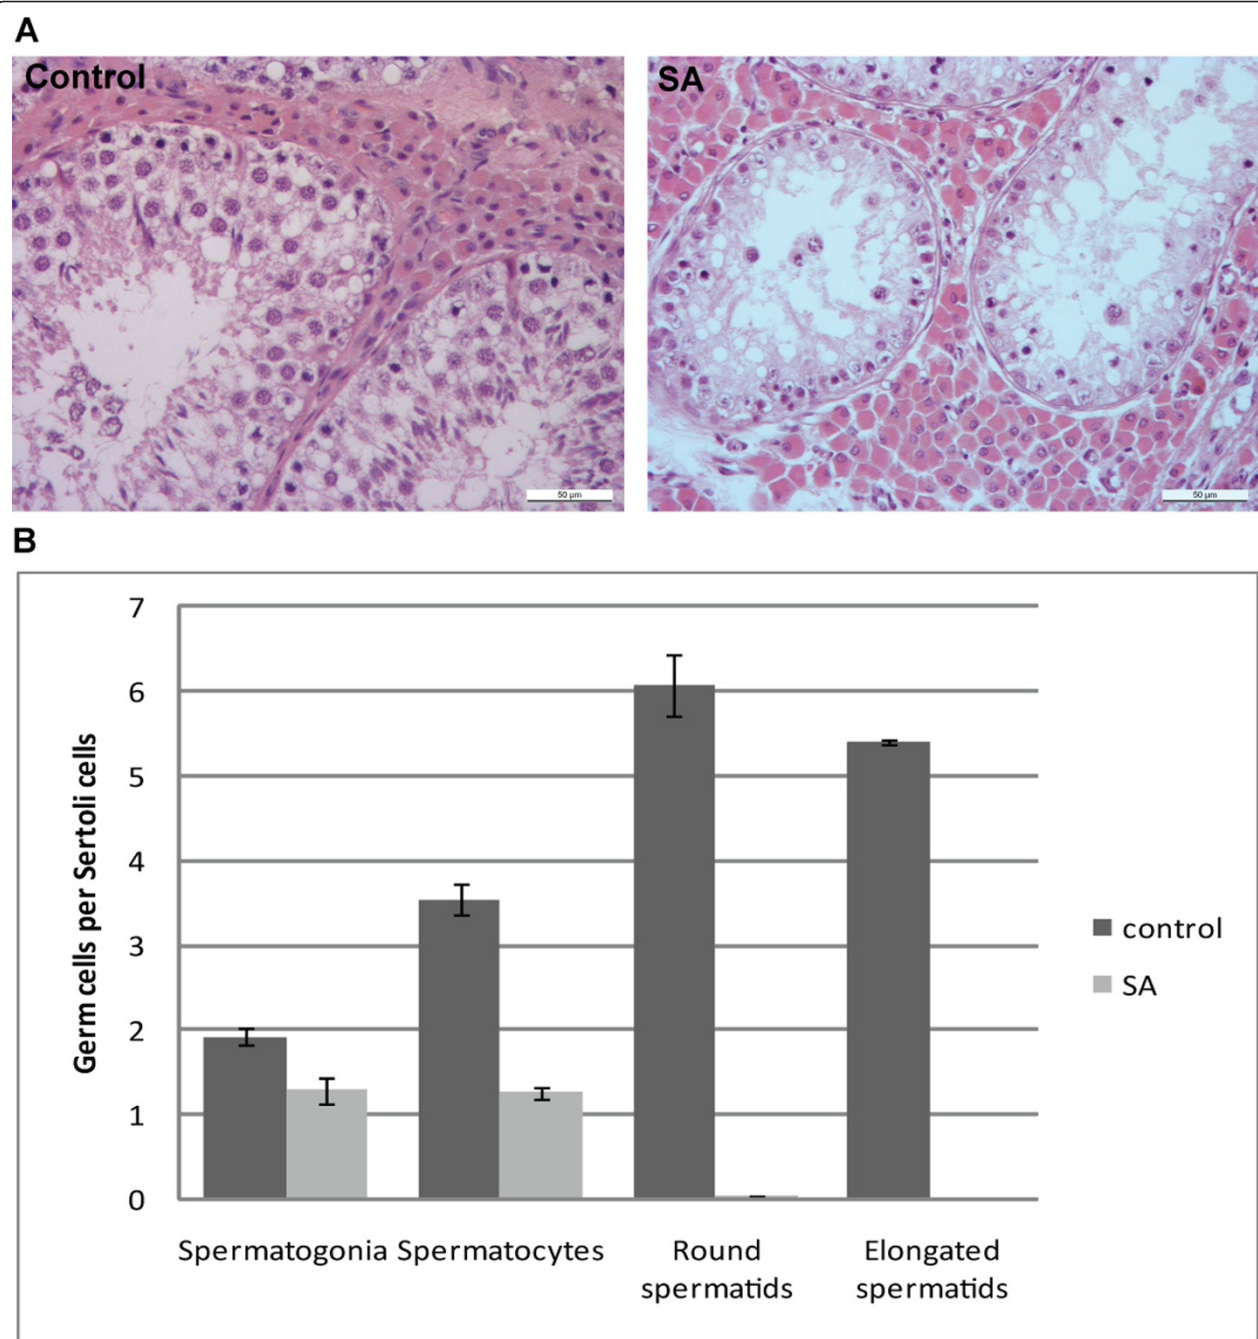 A
Control
SA
50 µm
50 µm
B
7
6
5
4
3
2
1
0
Germ cells per Sertoli cells
control
SA
Spermatogonia Spermatocytes Round Elongated
spermatids spermatids